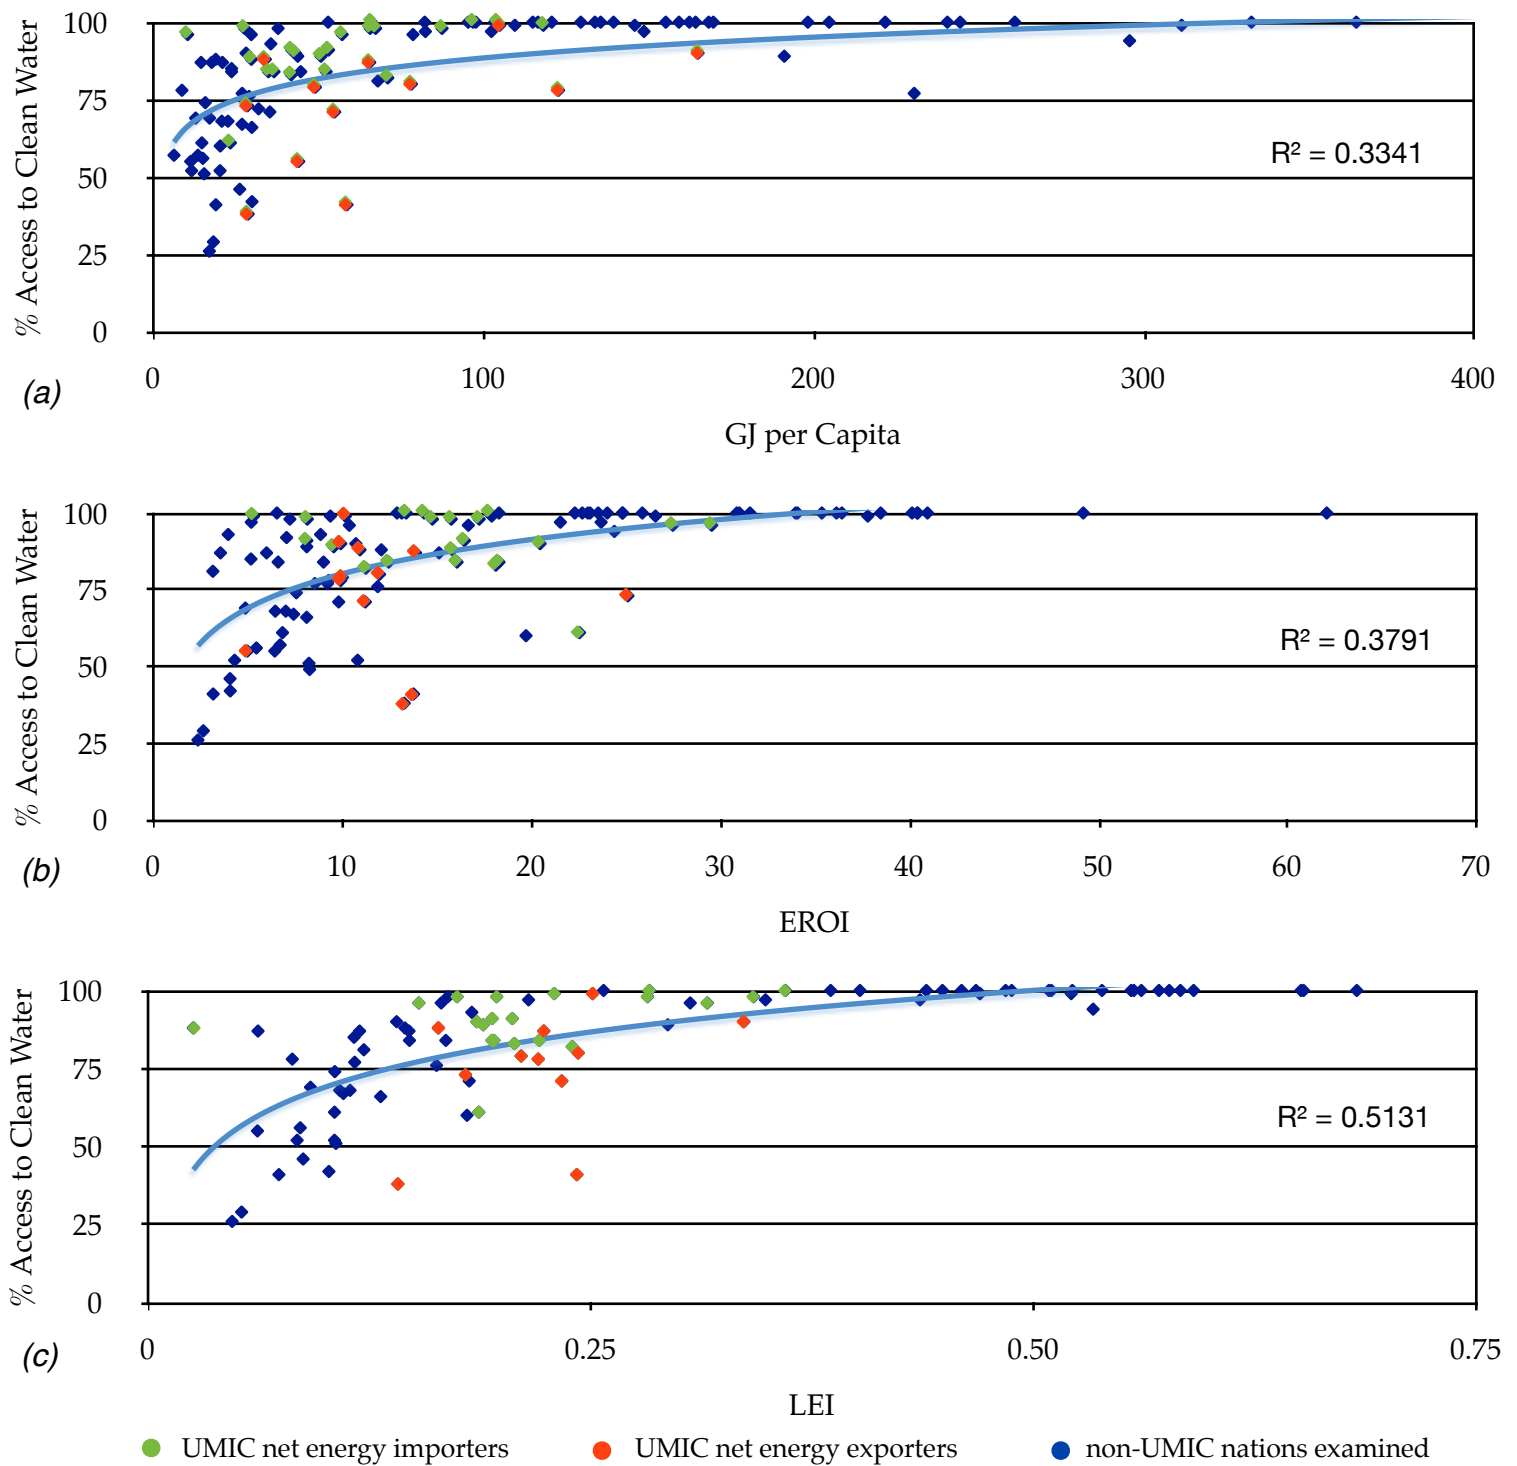 % Access to Clean Water
100
75
50
25
0
R² = 0.3341
0 100 200 300 400
(a)
GJ per Capita
% Access to Clean Water
100
75
50
25
0
R² = 0.3791
0 10 20 30 40 50 60 70
(b)
EROI
% Access to Clean Water
100
75
50
25
0
R² = 0.5131
0 0.25 0.50 0.75
(c)
LEI
UMIC net energy importers UMIC net energy exporters non-UMIC nations examined